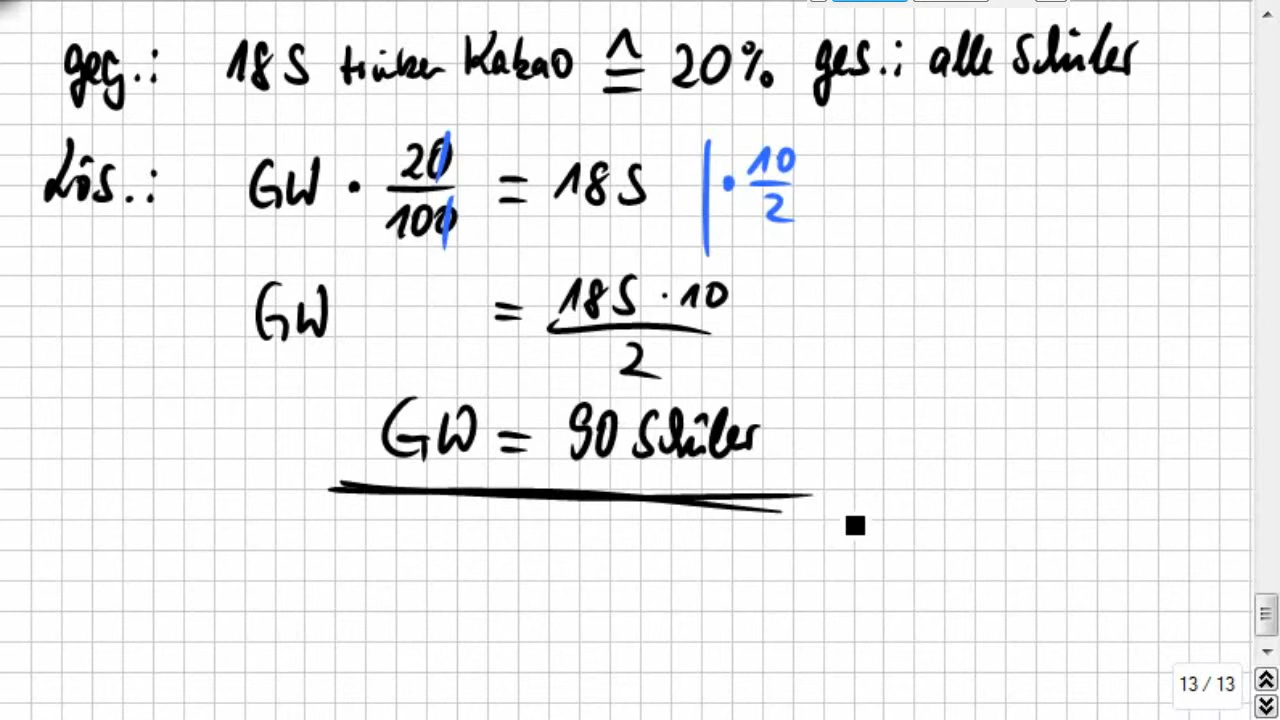 geg.: 18 S trinken Kakao ≙ 20% ges.: alle Schüler
Lös.: GW · 20/100 = 18 S | · 10/2
GW = 18 S · 10 / 2
GW = 90 Schüler
13 / 13